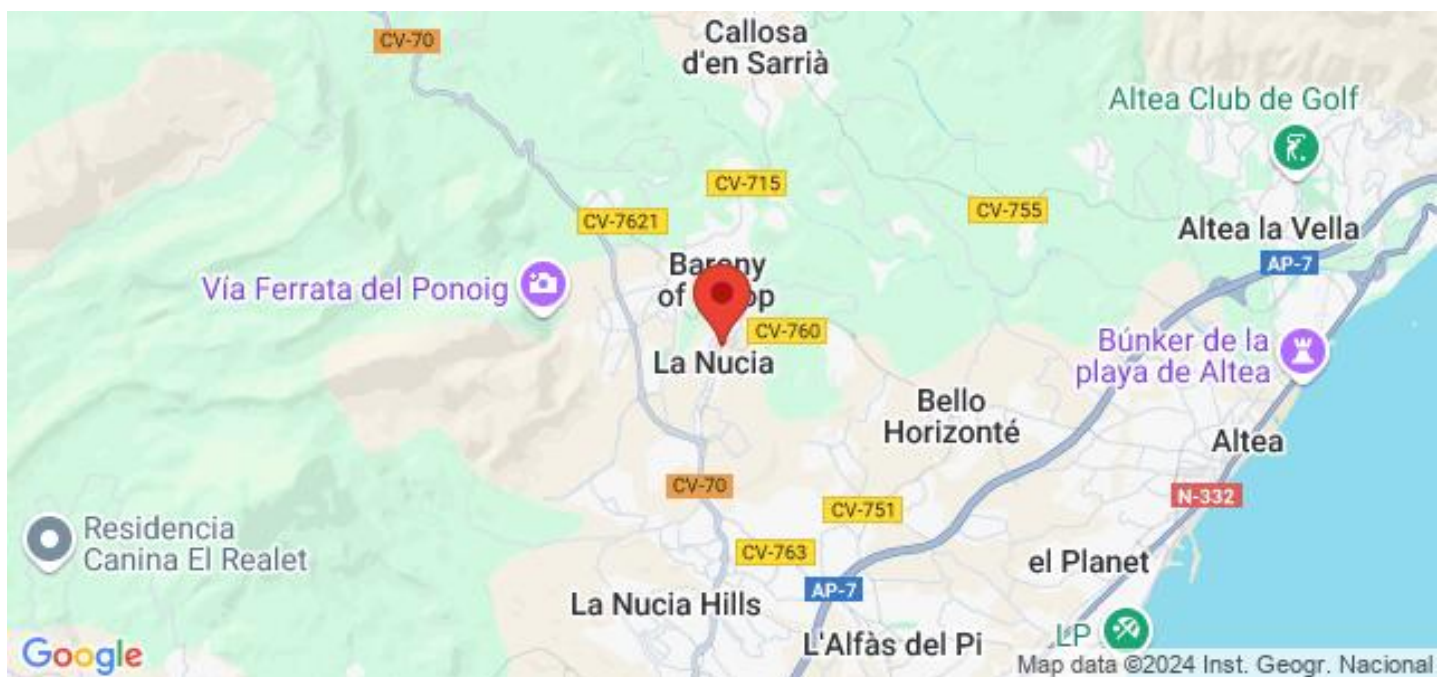 CV-70
Callosa
d'en Sarrià
Altea Club de Golf
CV-715
CV-7621
CV-755
Altea la Vella
AP-7
Barony
Vía Ferrata del Ponoig
of
op
CV-760
La Nucia
Búnker de la
playa de Altea
Bello
Horizonté
Altea
CV-70
N-332
CV-751
Residencia
Canina El Realet
CV-763
el Planet
AP-7
La Nucia Hills
L'Alfàs del Pi
LP
Google
Map data ©2024 Inst. Geogr. Nacional